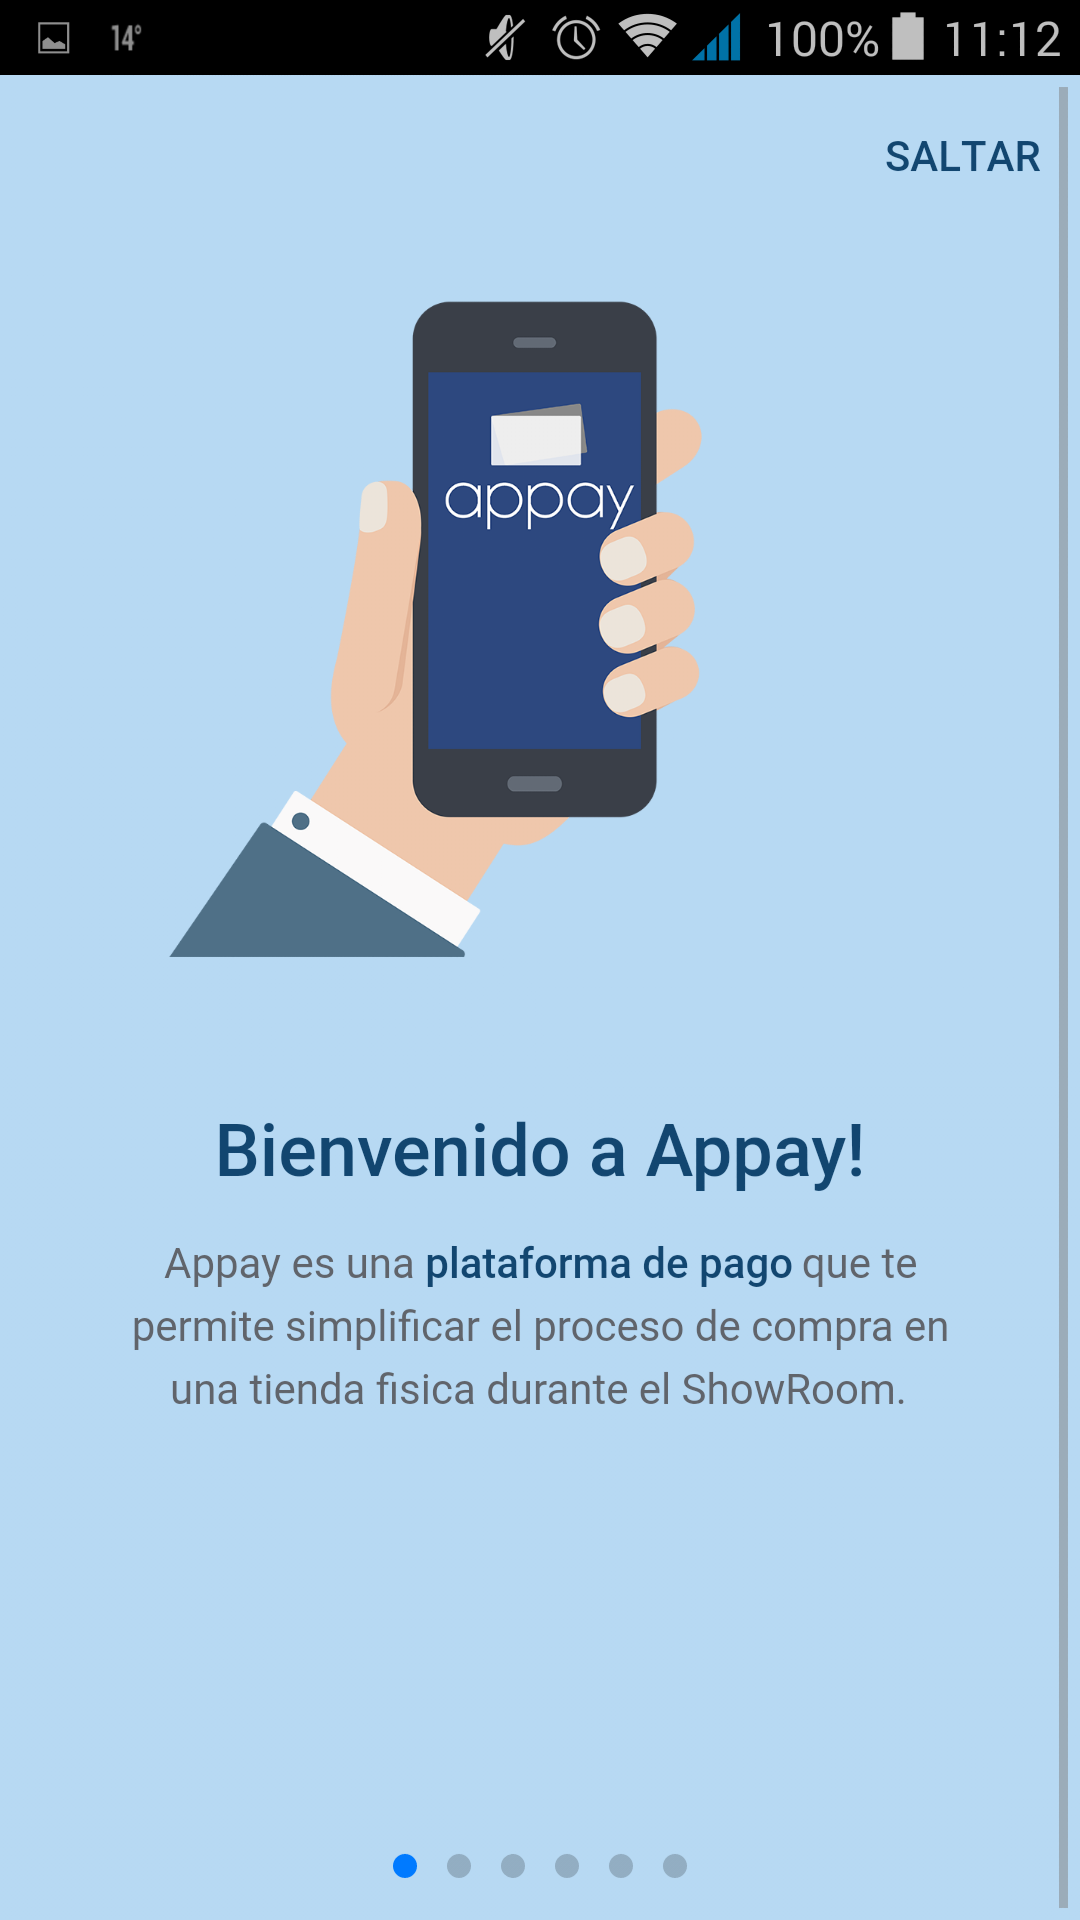 14° 100% 11:12
SALTAR
appay
Bienvenido a Appay!
Appay es una plataforma de pago que te
permite simplificar el proceso de compra en
una tienda fisica durante el ShowRoom.